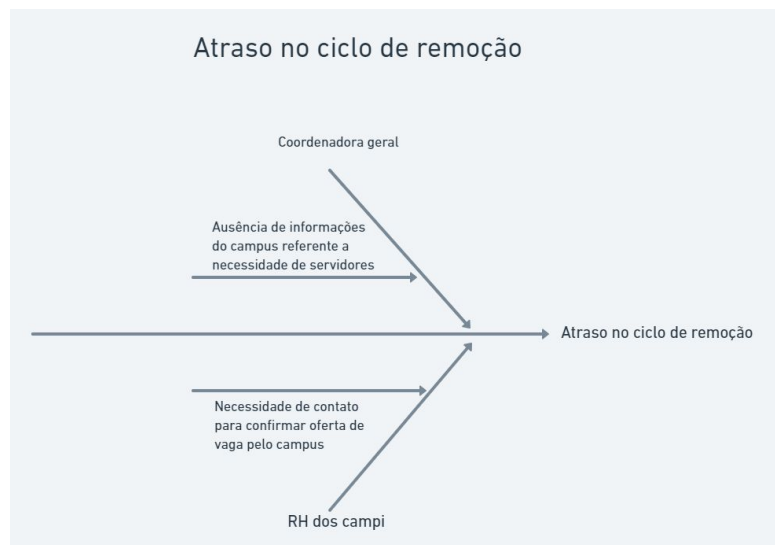 Atraso no ciclo de remoção
Coordenadora geral
Ausência de informações
do campus referente a
necessidade de servidores
Atraso no ciclo de remoção
Necessidade de contato
para confirmar oferta de
vaga pelo campus
RH dos campi